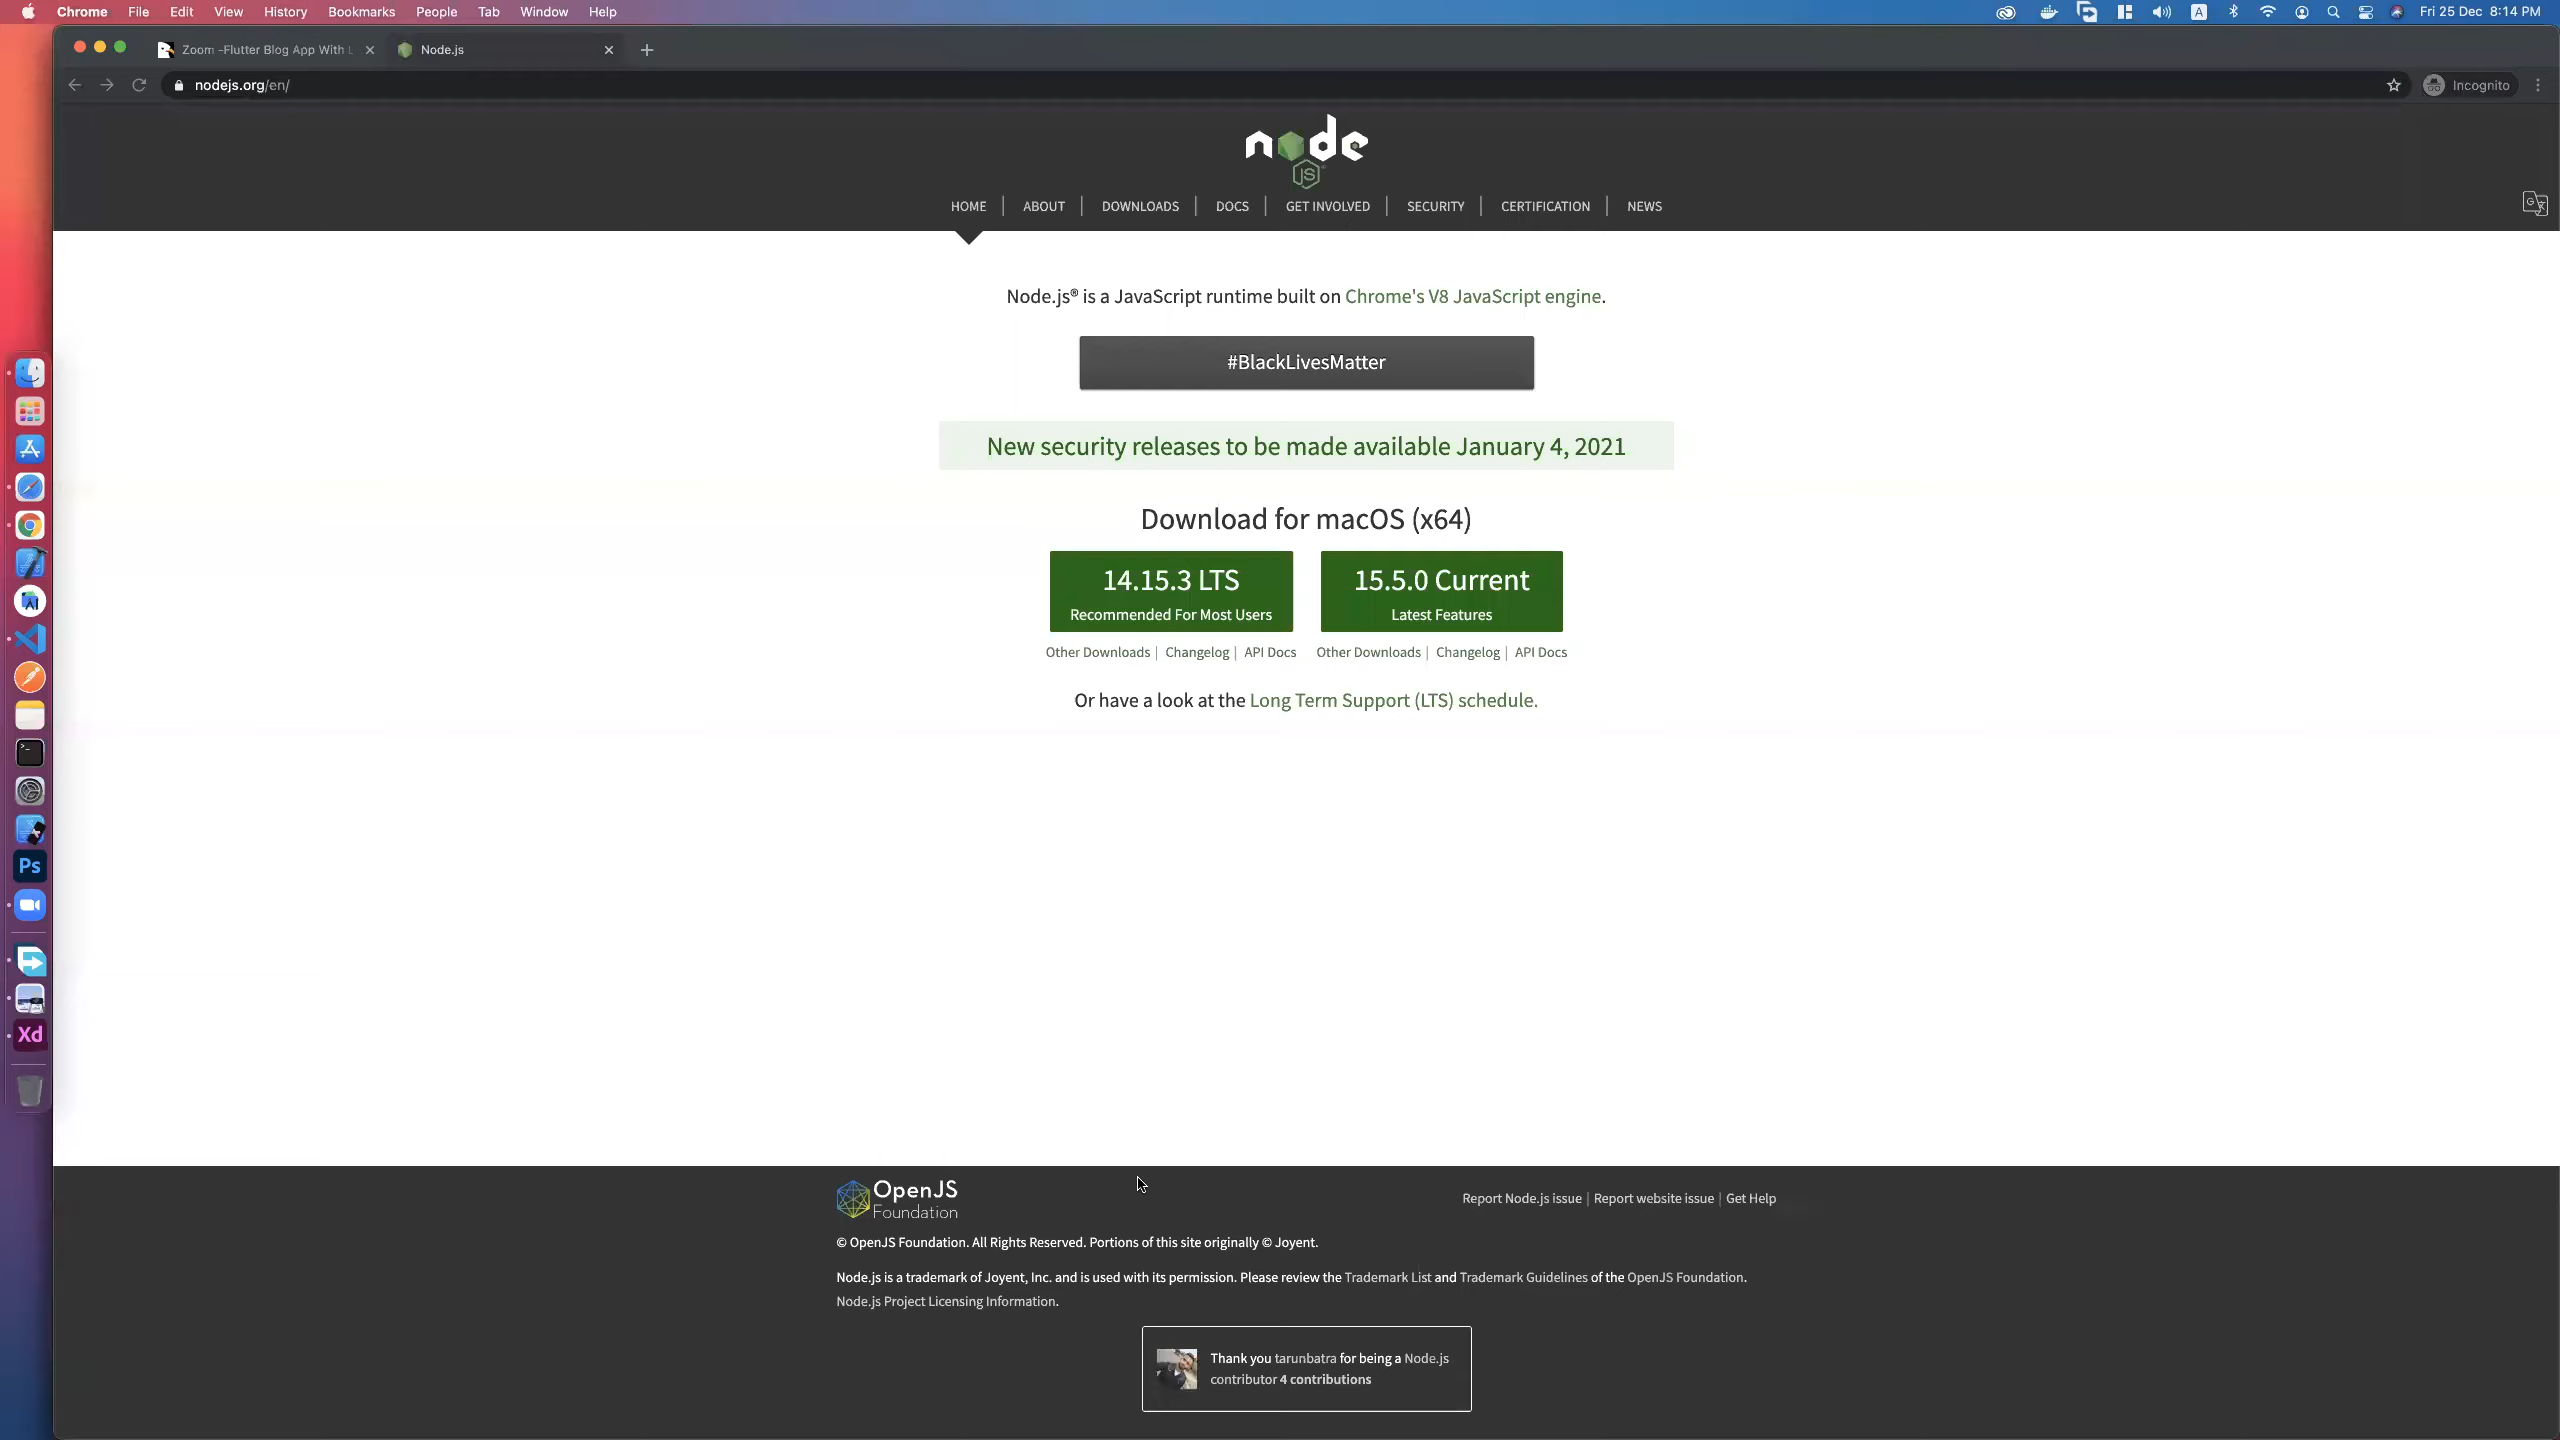 Chrome File Edit View History Bookmarks People Tab Window Help
A
Fri 25 Dec 8:14 PM
Zoom -Flutter Blog App With L
Node.js
nodejs.org/en/
Incognito
node
JS
HOME | ABOUT | DOWNLOADS | DOCS | GET INVOLVED | SECURITY | CERTIFICATION | NEWS
Node.js® is a JavaScript runtime built on Chrome's V8 JavaScript engine.
#BlackLivesMatter
New security releases to be made available January 4, 2021
Download for macOS (x64)
14.15.3 LTS
Recommended For Most Users
15.5.0 Current
Latest Features
Other Downloads | Changelog | API Docs
Other Downloads | Changelog | API Docs
Or have a look at the Long Term Support (LTS) schedule.
Ps
Xd
OpenJS
Foundation
Report Node.js issue | Report website issue | Get Help
© OpenJS Foundation. All Rights Reserved. Portions of this site originally © Joyent.
Node.js is a trademark of Joyent, Inc. and is used with its permission. Please review the Trademark List and Trademark Guidelines of the OpenJS Foundation.
Node.js Project Licensing Information.
Thank you tarunbatra for being a Node.js
contributor 4 contributions